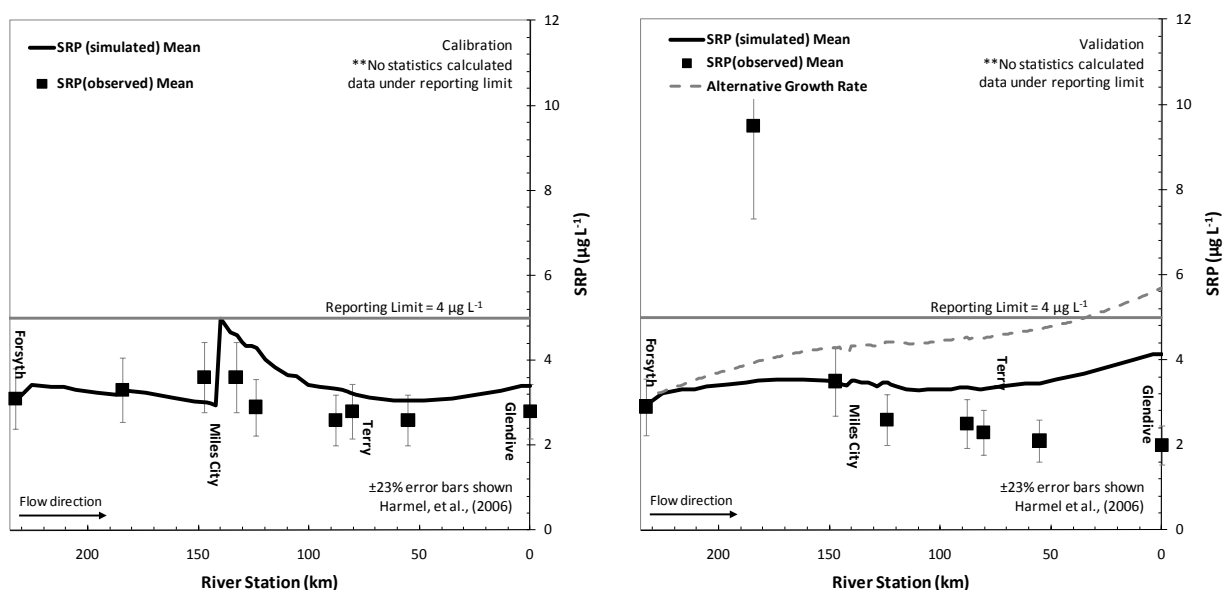 SRP (simulated) Mean
SRP(observed) Mean
Calibration
**No statistics calculated
data under reporting limit
12
10
8
6
4
2
0
SRP (µg L-1)
Reporting Limit = 4 µg L-1
Forsyth
Miles City
Terry
Glendive
Flow direction
±23% error bars shown
Harmel, et al., (2006)
200 150 100 50 0
River Station (km)
SRP (simulated) Mean
SRP(observed) Mean
Alternative Growth Rate
Validation
**No statistics calculated
data under reporting limit
12
10
8
6
4
2
0
SRP (µg L-1)
Reporting Limit = 4 µg L-1
Forsyth
Miles City
Terry
Glendive
Flow direction
±23% error bars shown
Harmel et al., (2006)
200 150 100 50 0
River Station (km)